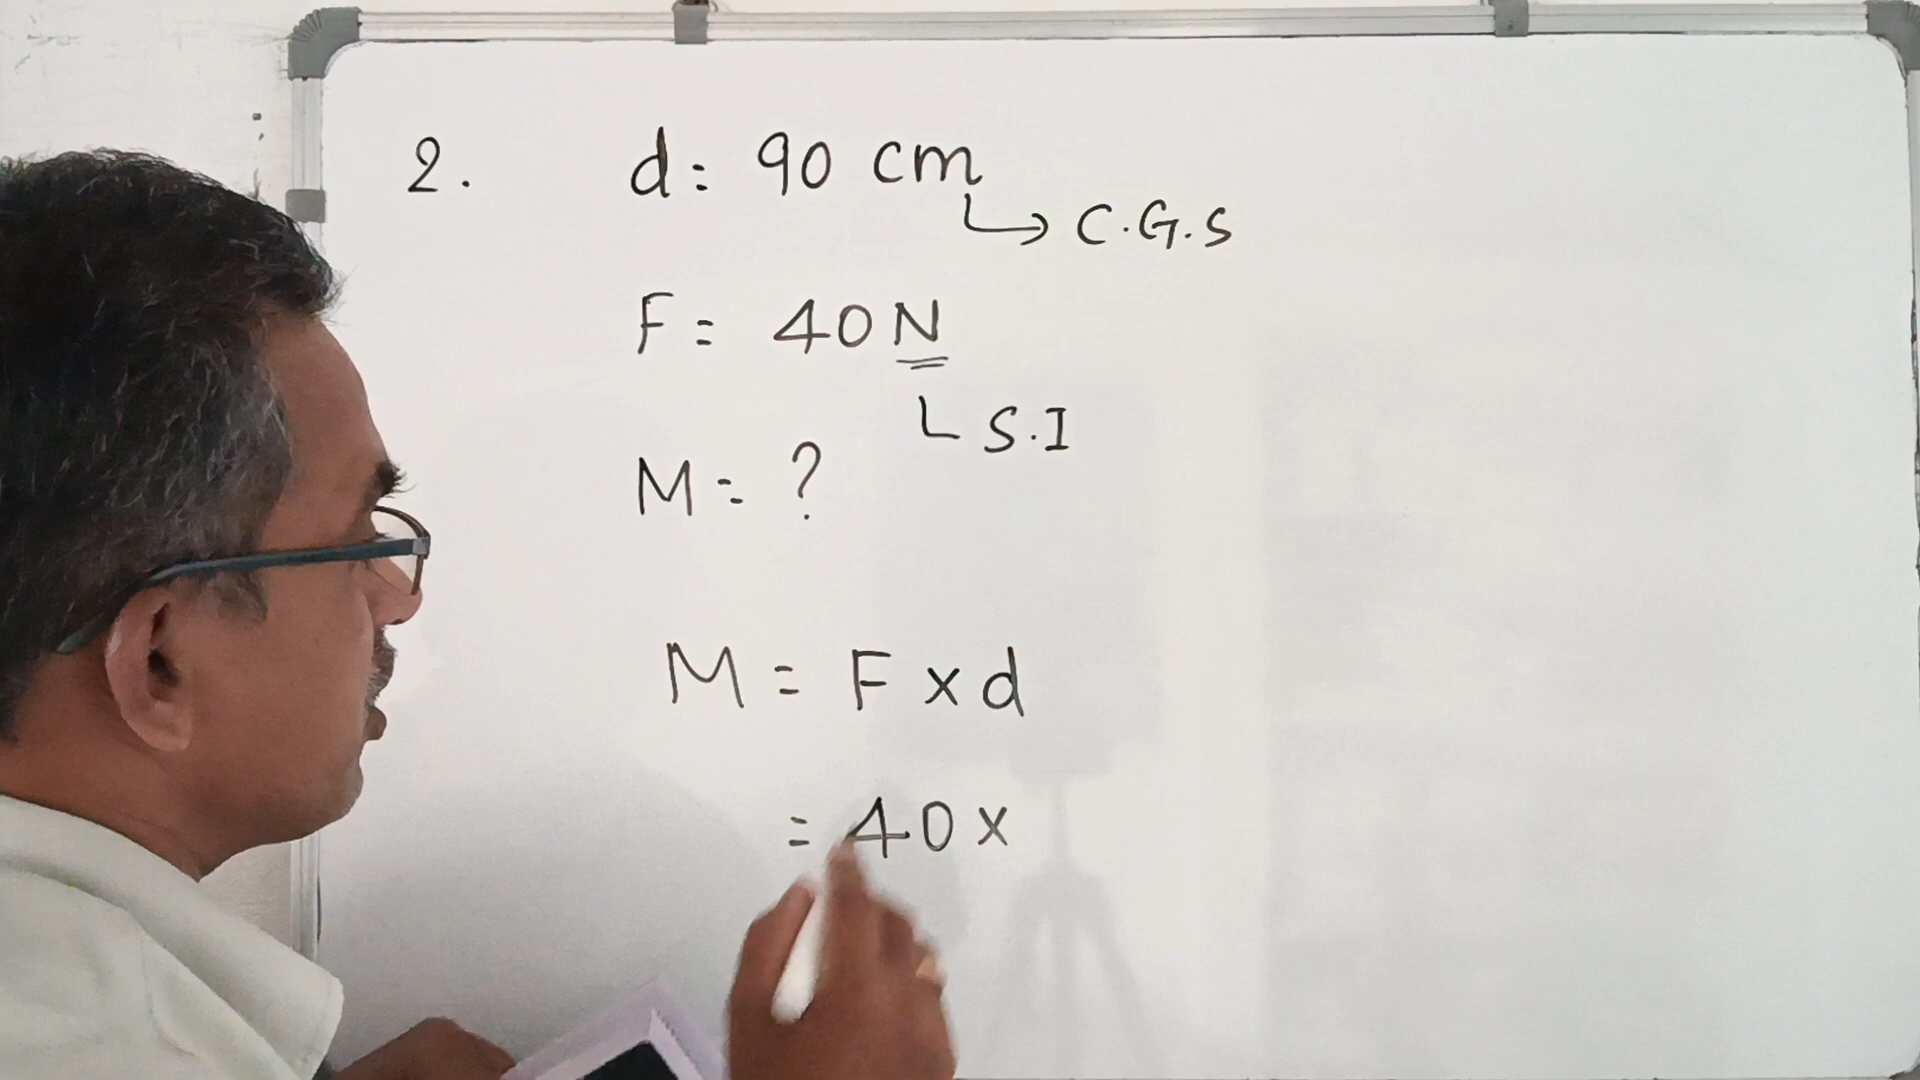 2. d = 90 cm
↳ C.G.S
F = 40 N
S.I
M = ?
M = F x d
= 40 x